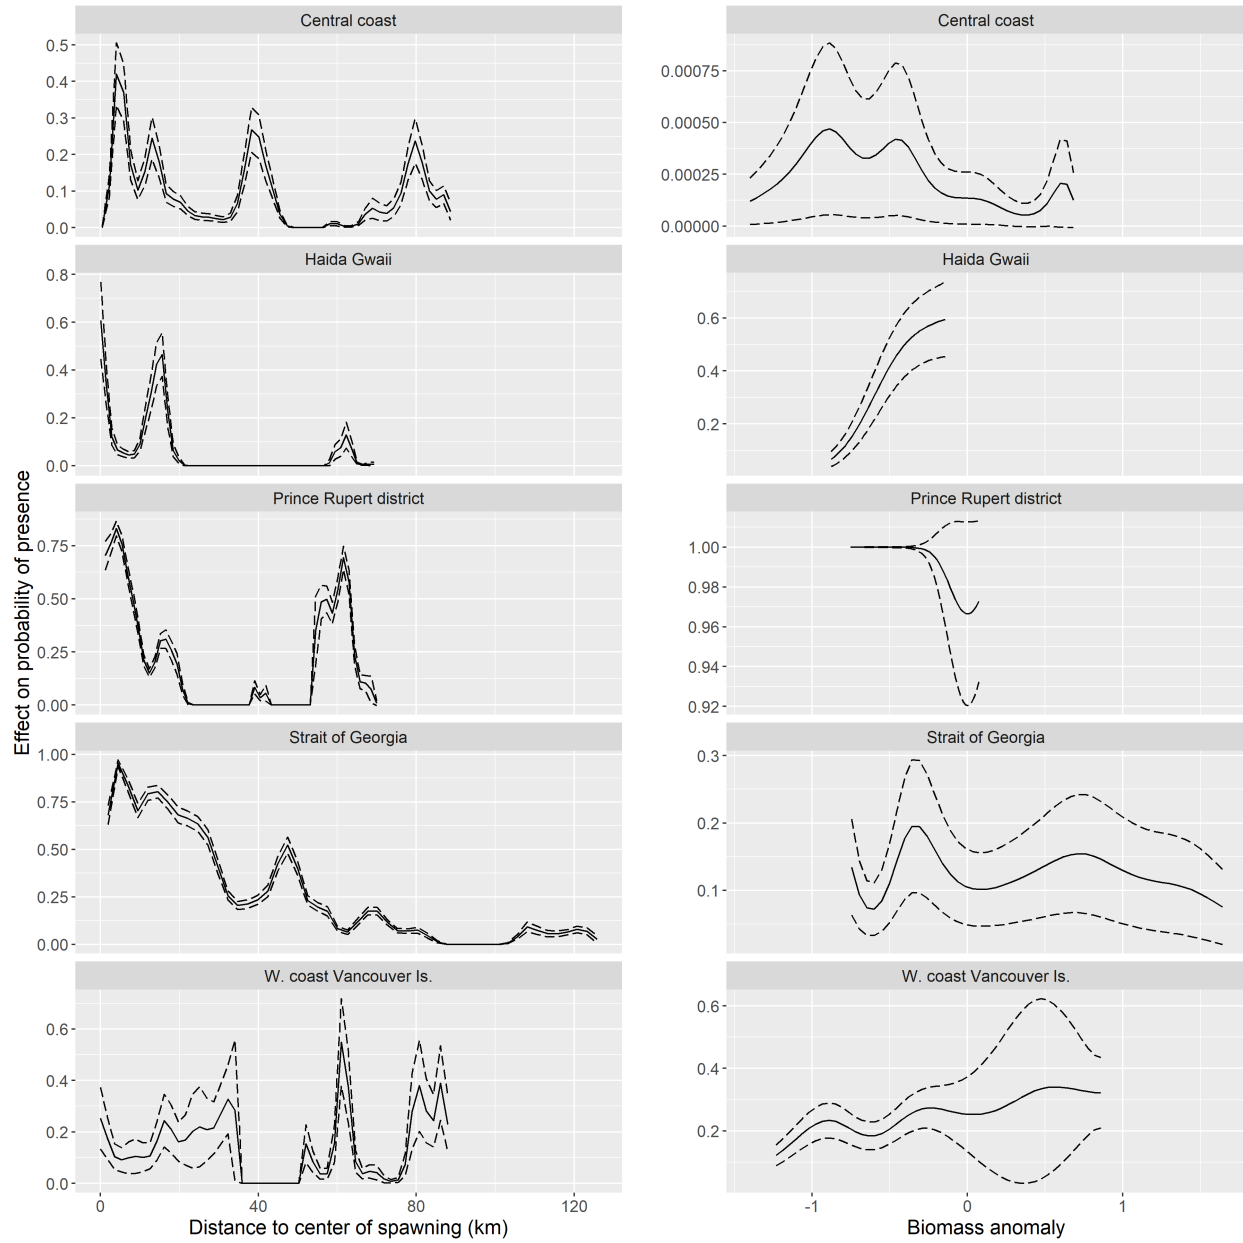 Central coast
0.5
0.4
0.3
0.2
0.1
0.0
Haida Gwaii
0.8
0.6
0.4
0.2
0.0
Prince Rupert district
0.75
0.50
0.25
0.00
Strait of Georgia
1.00
0.75
0.50
0.25
0.00
W. coast Vancouver Is.
0.6
0.4
0.2
0.0
0 40 80 120
Distance to center of spawning (km)
Effect on probability of presence
Central coast
0.00075
0.00050
0.00025
0.00000
Haida Gwaii
0.6
0.4
0.2
Prince Rupert district
1.00
0.98
0.96
0.94
0.92
Strait of Georgia
0.3
0.2
0.1
W. coast Vancouver Is.
0.6
0.4
0.2
-1 0 1
Biomass anomaly